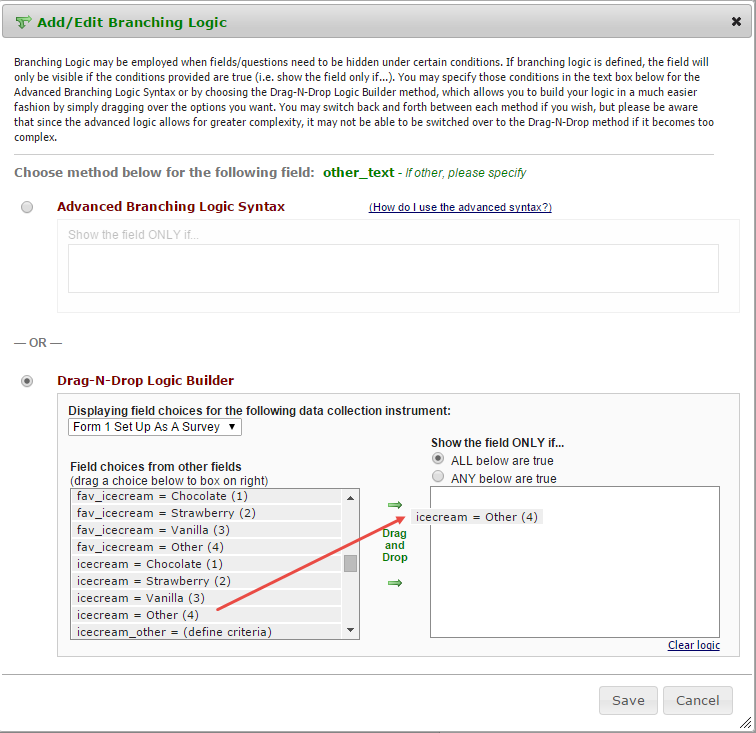 Add/Edit Branching Logic
Branching Logic may be employed when fields/questions need to be hidden under certain conditions. If branching logic is defined, the field will
only be visible if the conditions provided are true (i.e. show the field only if...). You may specify those conditions in the text box below for the
Advanced Branching Logic Syntax or by choosing the Drag-N-Drop Logic Builder method, which allows you to build your logic in a much easier
fashion by simply dragging over the options you want. You may switch back and forth between each method if you wish, but please be aware
that since the advanced logic allows for greater complexity, it may not be able to be switched over to the Drag-N-Drop method if it becomes too
complex.
Choose method below for the following field: other_text - If other, please specify
Advanced Branching Logic Syntax (How do I use the advanced syntax?)
Show the field ONLY if...
— OR —
Drag-N-Drop Logic Builder
Displaying field choices for the following data collection instrument:
Form 1 Set Up As A Survey
Field choices from other fields
(drag a choice below to box on right)
fav_icecream = Chocolate (1)
fav_icecream = Strawberry (2)
fav_icecream = Vanilla (3)
fav_icecream = Other (4)
icecream = Chocolate (1)
icecream = Strawberry (2)
icecream = Vanilla (3)
icecream = Other (4)
icecream_other = (define criteria)
Drag
and
Drop
Show the field ONLY if...
ALL below are true
ANY below are true
icecream = Other (4)
Clear logic
Save
Cancel